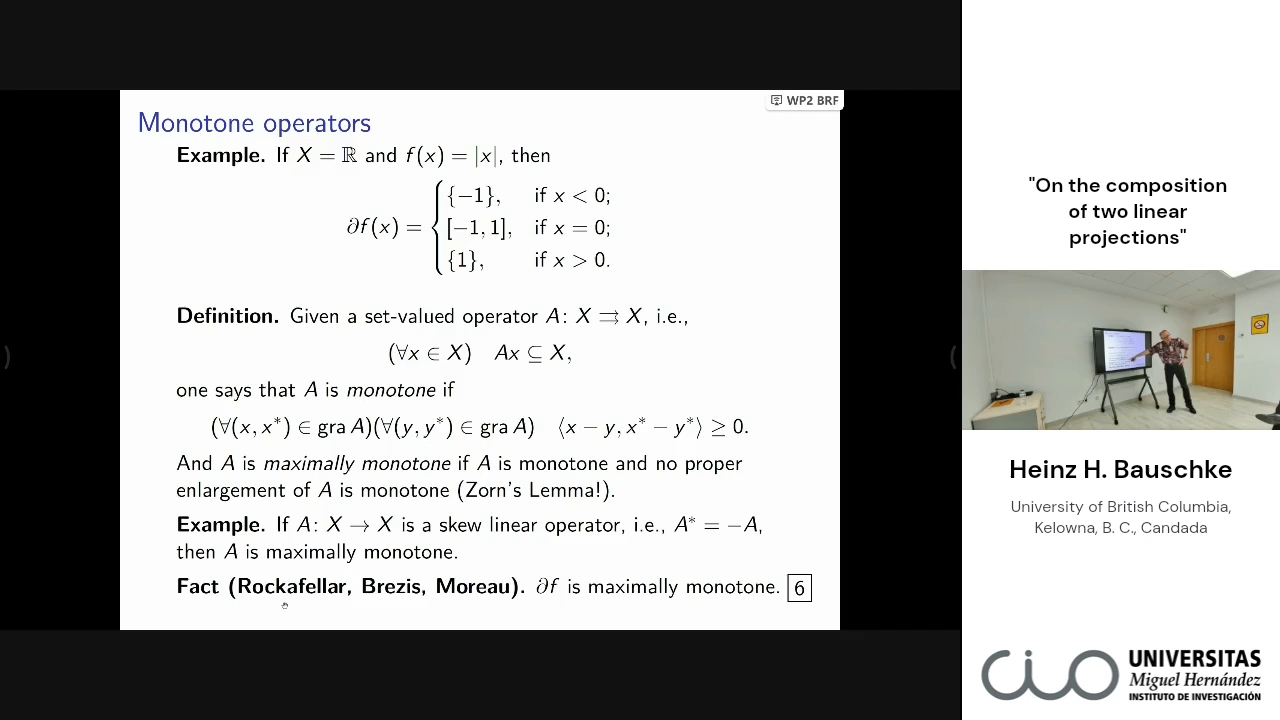 WP2 BRF
Monotone operators
Example. If X = ℝ and f(x) = |x|, then
∂f(x) = { {−1}, if x < 0;
[−1, 1], if x = 0;
{1}, if x > 0.
Definition. Given a set-valued operator A: X ⇉ X, i.e.,
(∀x ∈ X) Ax ⊆ X,
one says that A is monotone if
(∀(x, x*) ∈ gra A)(∀(y, y*) ∈ gra A) ⟨x − y, x* − y*⟩ ≥ 0.
And A is maximally monotone if A is monotone and no proper
enlargement of A is monotone (Zorn's Lemma!).
Example. If A: X → X is a skew linear operator, i.e., A* = −A,
then A is maximally monotone.
Fact (Rockafellar, Brezis, Moreau). ∂f is maximally monotone. 6
"On the composition
of two linear
projections"
Heinz H. Bauschke
University of British Columbia,
Kelowna, B. C., Candada
cio
UNIVERSITAS
Miguel Hernández
INSTITUTO DE INVESTIGACIÓN